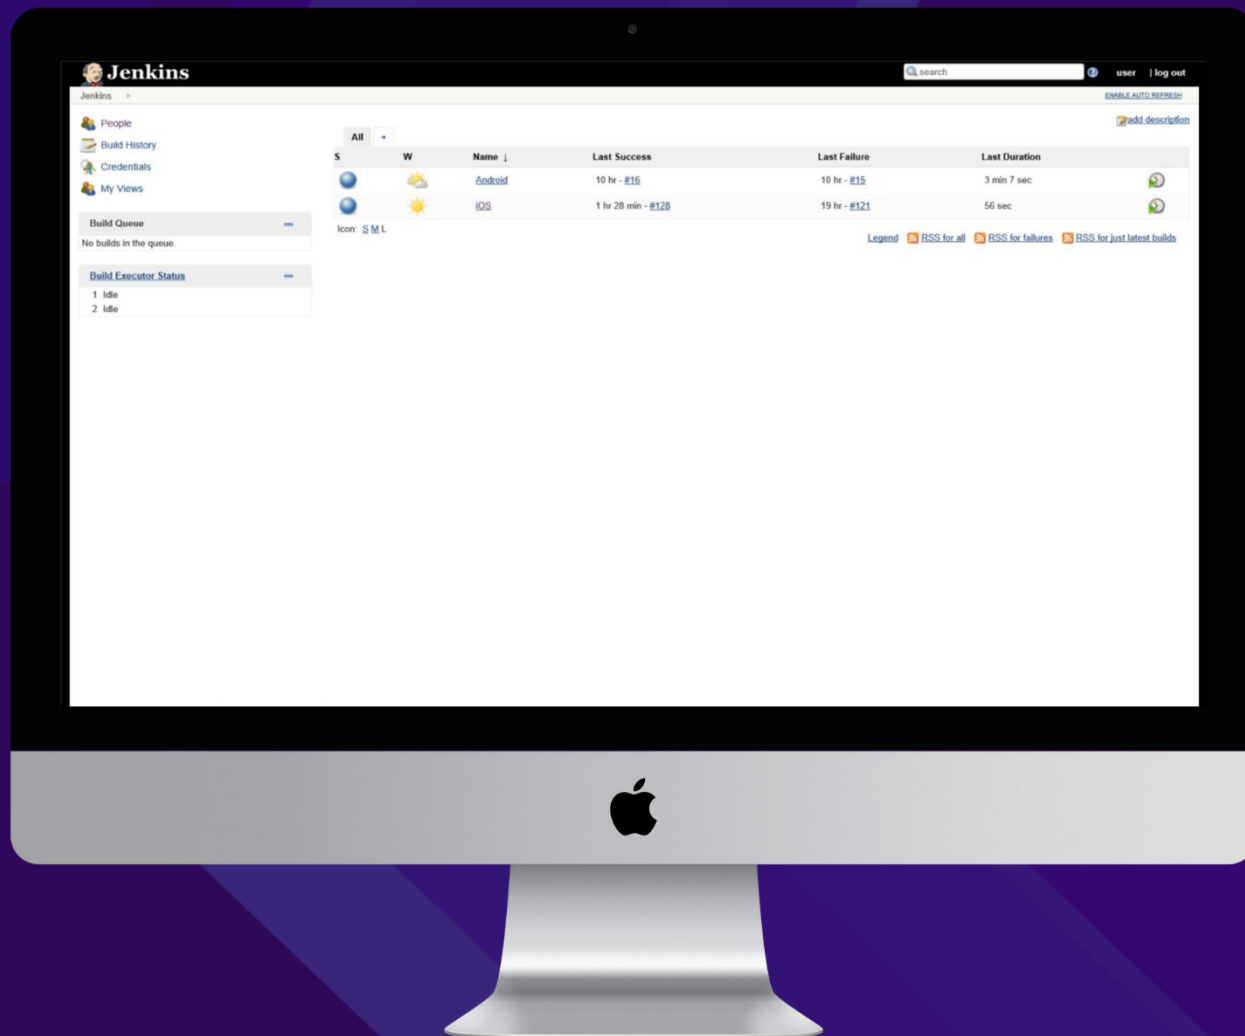 Jenkins
search
user | log out
Jenkins
ENABLE AUTO REFRESH
People
Build History
Credentials
My Views
Build Queue
No builds in the queue.
Build Executor Status
1 Idle
2 Idle
add description
All +
S W Name ↓ Last Success Last Failure Last Duration
Android 10 hr - #16 10 hr - #15 3 min 7 sec
iOS 1 hr 28 min - #128 19 hr - #121 56 sec
Icon: S M L
Legend RSS for all RSS for failures RSS for just latest builds